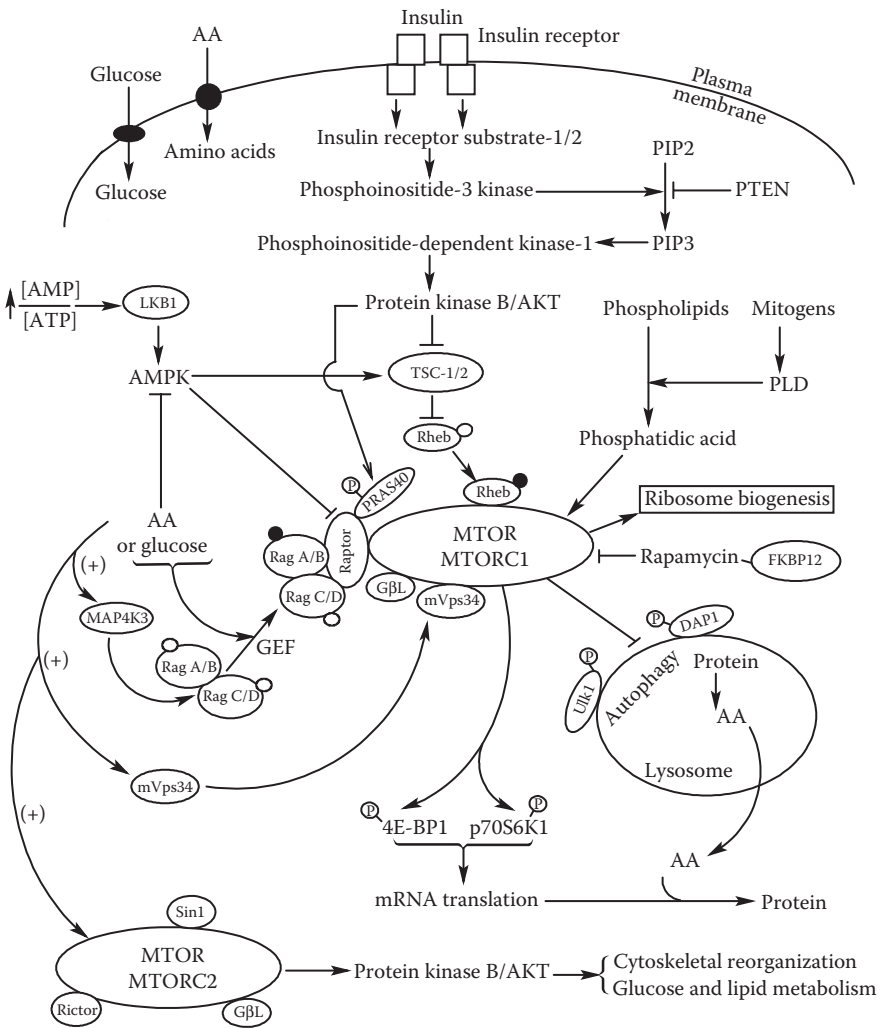 Insulin
AA
Insulin receptor
Glucose
Plasma
membrane
Insulin receptor substrate-1/2
Amino acids
PIP2
Glucose
Phosphoinositide-3 kinase
PTEN
Phosphoinositide-dependent kinase-1
PIP3
[AMP]
[ATP]
LKB1
Protein kinase B/AKT
Phospholipids
Mitogens
AMPK
TSC-1/2
PLD
Rheb
Phosphatidic acid
P
PRAS40
Rheb
Ribosome biogenesis
AA
or glucose
MTOR
MTORC1
Raptor
Rag A/B
Rag C/D
GβL
mVps34
Rapamycin
FKBP12
(+)
MAP4K3
GEF
P
DAP1
Rag A/B
Rag C/D
(+)
P
Ulk1
Autophagy
Protein
AA
Lysosome
mVps34
(+)
P
4E-BP1
P
p70S6K1
AA
mRNA translation
Protein
Sin1
MTOR
MTORC2
Rictor
GβL
Protein kinase B/AKT
Cytoskeletal reorganization
Glucose and lipid metabolism